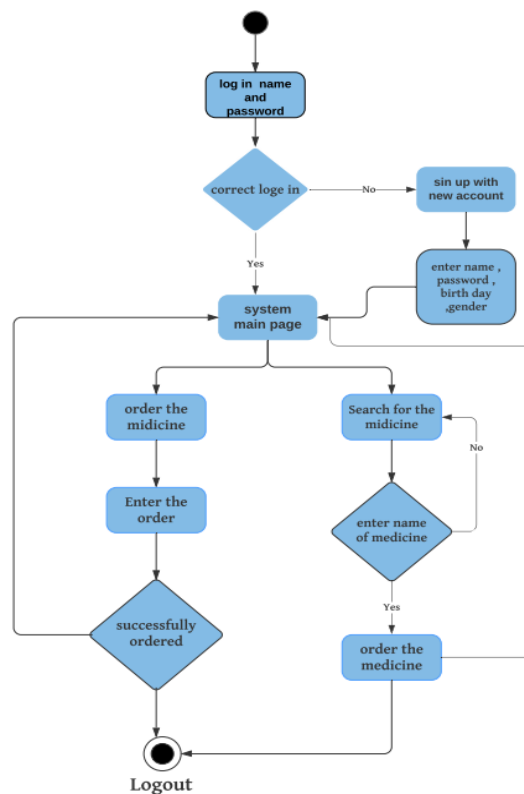 log in name
and
password
correct loge in
No
sin up with
new account
Yes
enter name ,
password ,
birth day
,gender
system
main page
order the
midicine
Search for the
midicine
No
Enter the
order
enter name
of medicine
Yes
successfully
ordered
order the
medicine
Logout